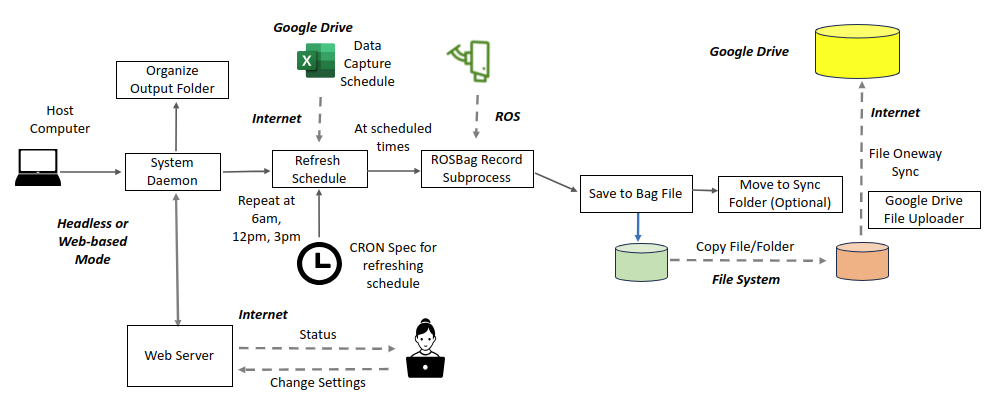 Google Drive
Data
Capture
Schedule
Google Drive
Organize
Output Folder
Host
Computer
Internet
ROS
Internet
At scheduled
times
File Oneway
Sync
System
Daemon
Refresh
Schedule
ROSBag Record
Subprocess
Save to Bag File
Move to Sync
Folder (Optional)
Google Drive
File Uploader
Repeat at
6am,
12pm, 3pm
Headless or
Web-based
Mode
CRON Spec for
refreshing
schedule
Copy File/Folder
File System
Internet
Status
Web Server
Change Settings